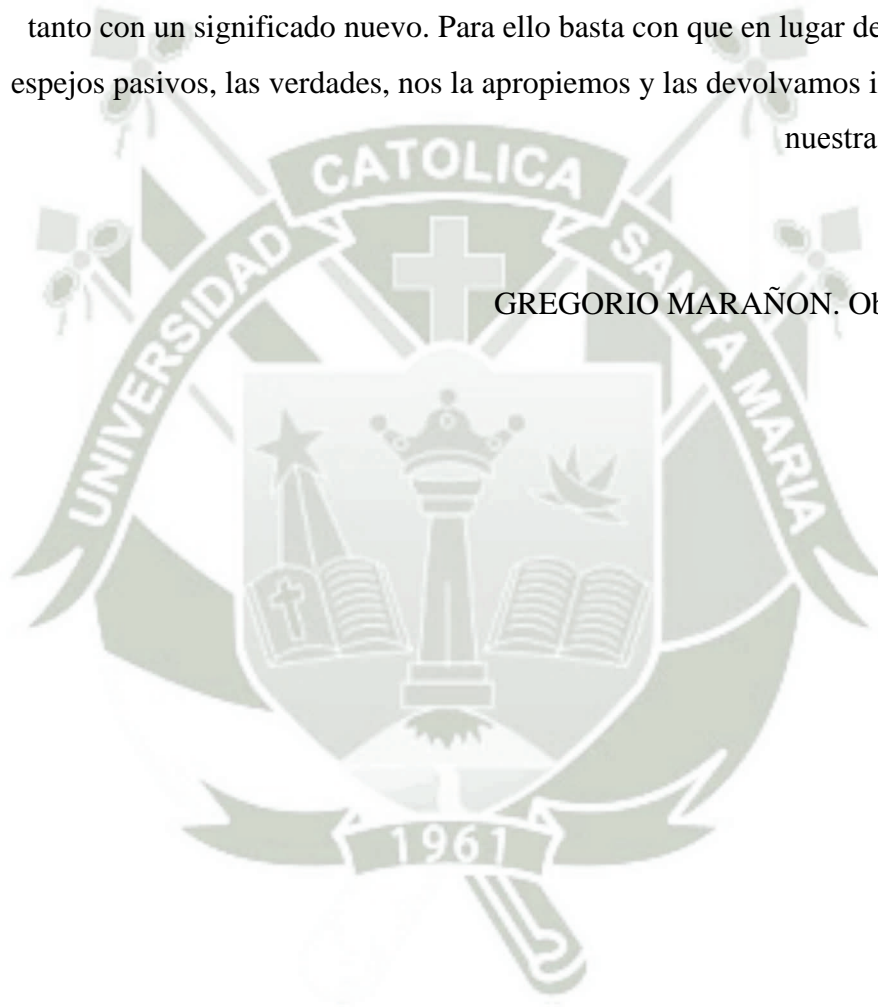 tanto con un significado nuevo. Para ello basta con que en lugar de
espejos pasivos, las verdades, nos la apropiemos y las devolvamos
nuestra
CATOLICA
UNIVERSIDAD
SANTA MARIA
GREGORIO MARAÑON.
1961